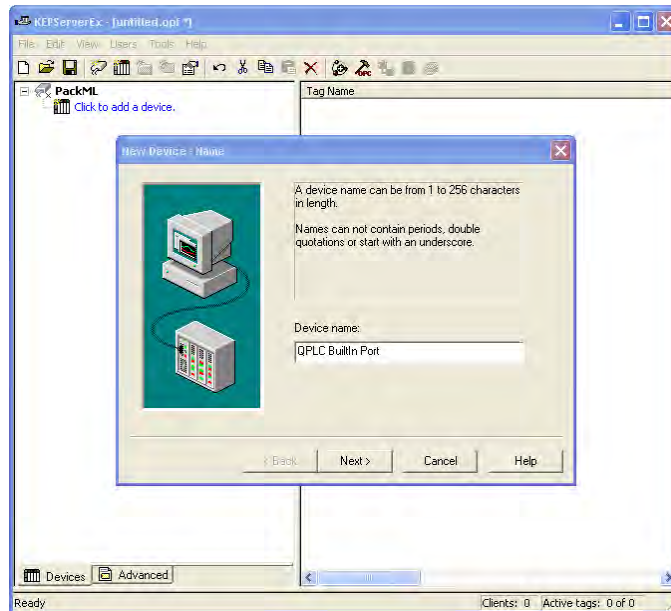 KEPServerEx - [untitled.opf *]
File Edit View Users Tools Help
PackML
Click to add a device.
Tag Name
New Device - Name
A device name can be from 1 to 256 characters
in length.
Names can not contain periods, double
quotations or start with an underscore.
Device name:
QPLC BuiltIn Port
< Back
Next >
Cancel
Help
Devices
Advanced
Ready
Clients: 0
Active tags: 0 of 0